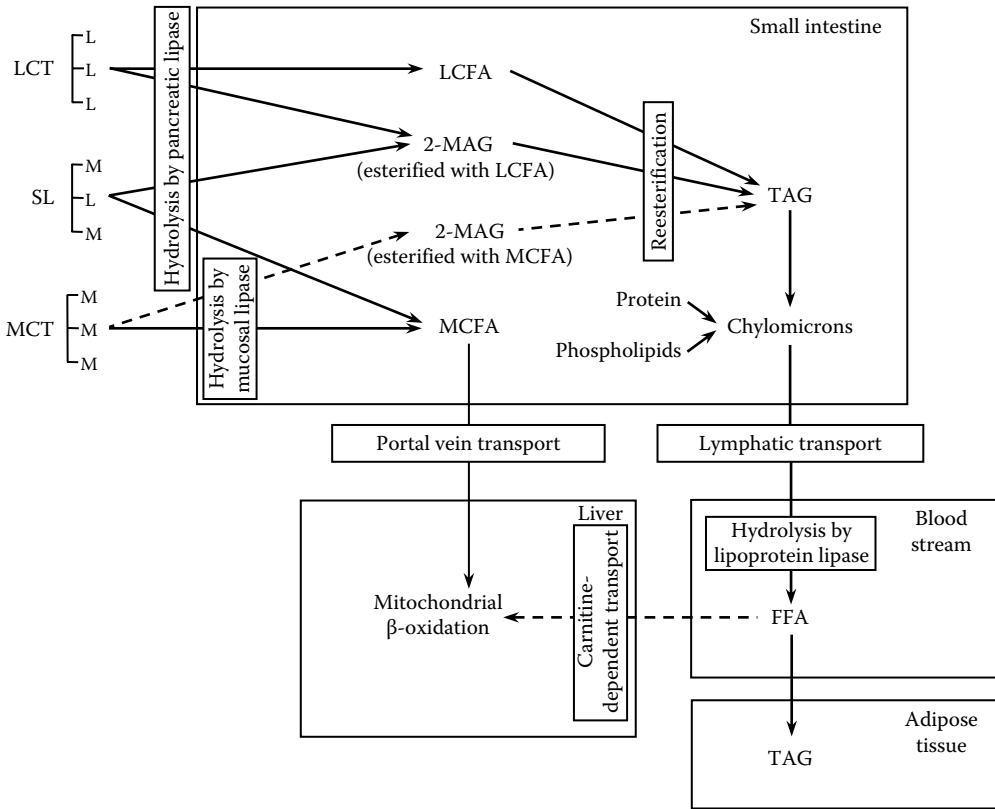 Small intestine
LCT
L
L
L
Hydrolysis by pancreatic lipase
LCFA
2-MAG
(esterified with LCFA)
Reesterification
SL
M
L
M
TAG
2-MAG
(esterified with MCFA)
MCT
M
M
M
Hydrolysis by
mucosal lipase
MCFA
Protein
Phospholipids
Chylomicrons
Portal vein transport
Lymphatic transport
Liver
Carnitine-
dependent transport
Mitochondrial
β-oxidation
Blood
stream
Hydrolysis by
lipoprotein lipase
FFA
Adipose
tissue
TAG